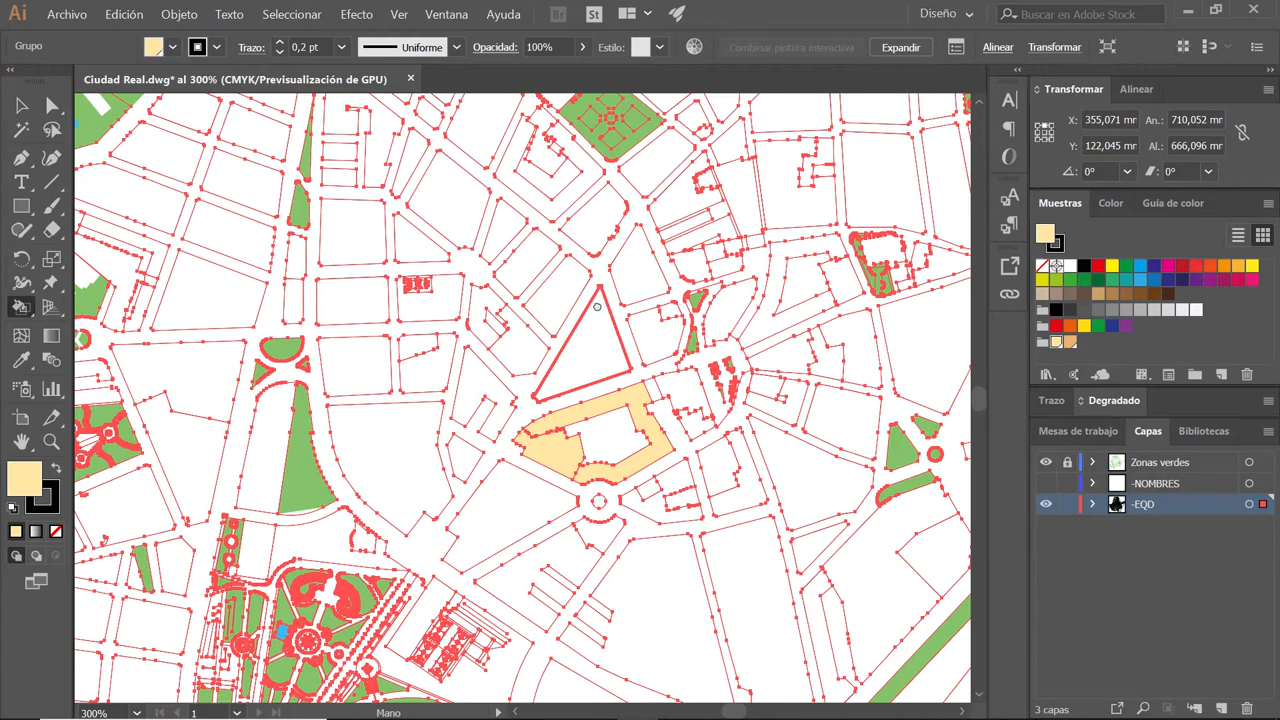 Ai Archivo Edición Objeto Texto Seleccionar Efecto Ver Ventana Ayuda Br St Diseño Buscar en Adobe Stock
Grupo Trazo: 0,2 pt Uniforme Opacidad: 100% Estilo: Combinar pintura interactiva Expandir Alinear Transformar
Ciudad Real.dwg* al 300% (CMYK/Previsualización de GPU)
Transformar Alinear
X: 355,071 mm An.: 710,052 mm
Y: 122,045 mm Al.: 666,096 mm
0° 0°
Muestras Color Guía de color
Trazo Degradado
Mesas de trabajo Capas Bibliotecas
Zonas verdes
-NOMBRES
-EQD
300% 1 Mano 3 capas